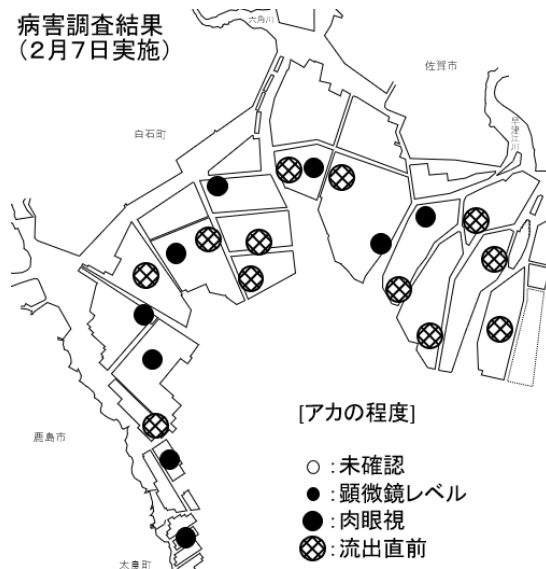 病害調査結果
(2月7日実施)
六角川
佐賀市
早津江川
白石町
鹿島市
太良町
[アカの程度]
○:未確認
●:顕微鏡レベル
●:肉眼視
:流出直前